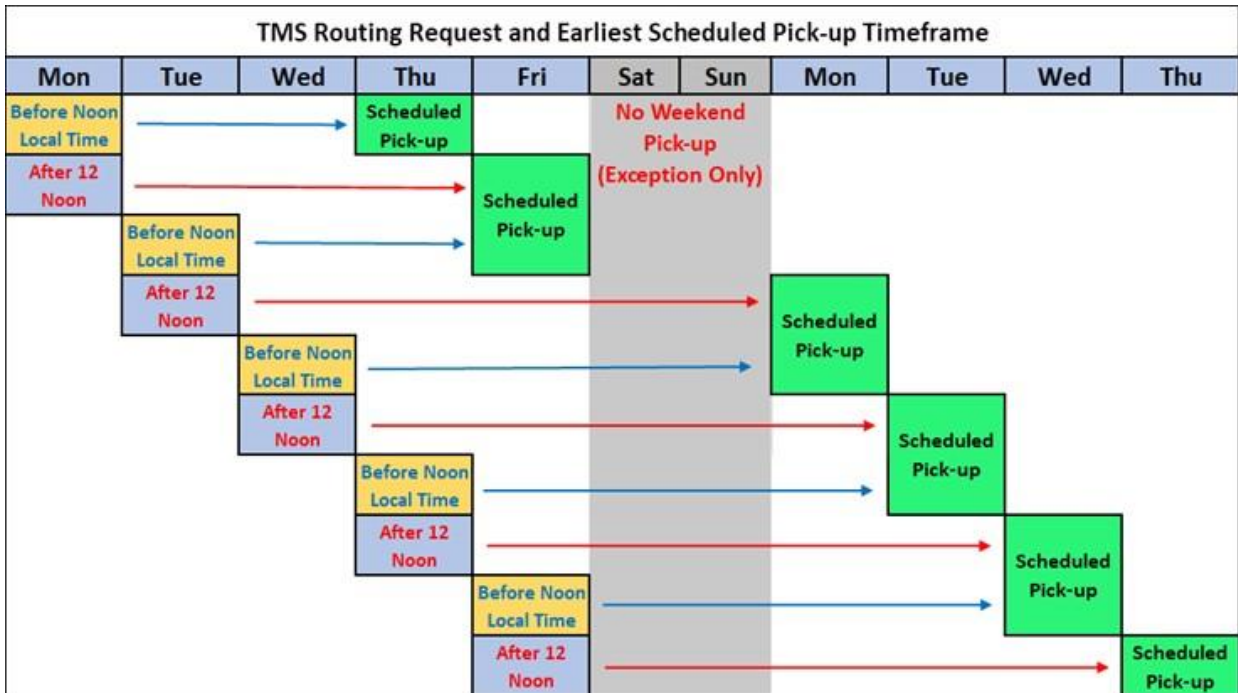 TMS Routing Request and Earliest Scheduled Pick-up Timeframe
Mon Tue Wed Thu Fri Sat Sun Mon Tue Wed Thu
Before Noon
Local Time
Scheduled
Pick-up
No Weekend
Pick-up
(Exception Only)
After 12
Noon
Scheduled
Pick-up
Before Noon
Local Time
After 12
Noon
Scheduled
Pick-up
Before Noon
Local Time
After 12
Noon
Scheduled
Pick-up
Before Noon
Local Time
After 12
Noon
Scheduled
Pick-up
Before Noon
Local Time
After 12
Noon
Scheduled
Pick-up